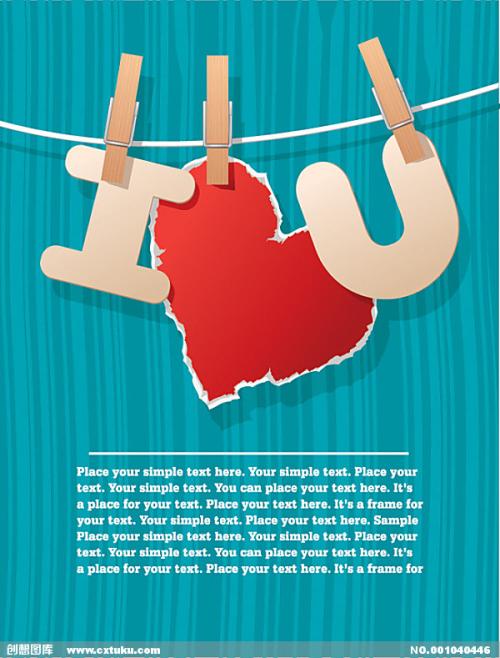 I U
Place your simple text here. Your simple text. Place your
text. Your simple text. You can place your text here. It's
a place for your text. Place your text here. It's a frame for
your text. Your simple text. Place your text here. Sample
Place your simple text here. Your simple text. Place your
text. Your simple text. You can place your text here. It's
a place for your text. Place your text here. It's a frame for
创想图库 www.cxtuku.com NO.001040446